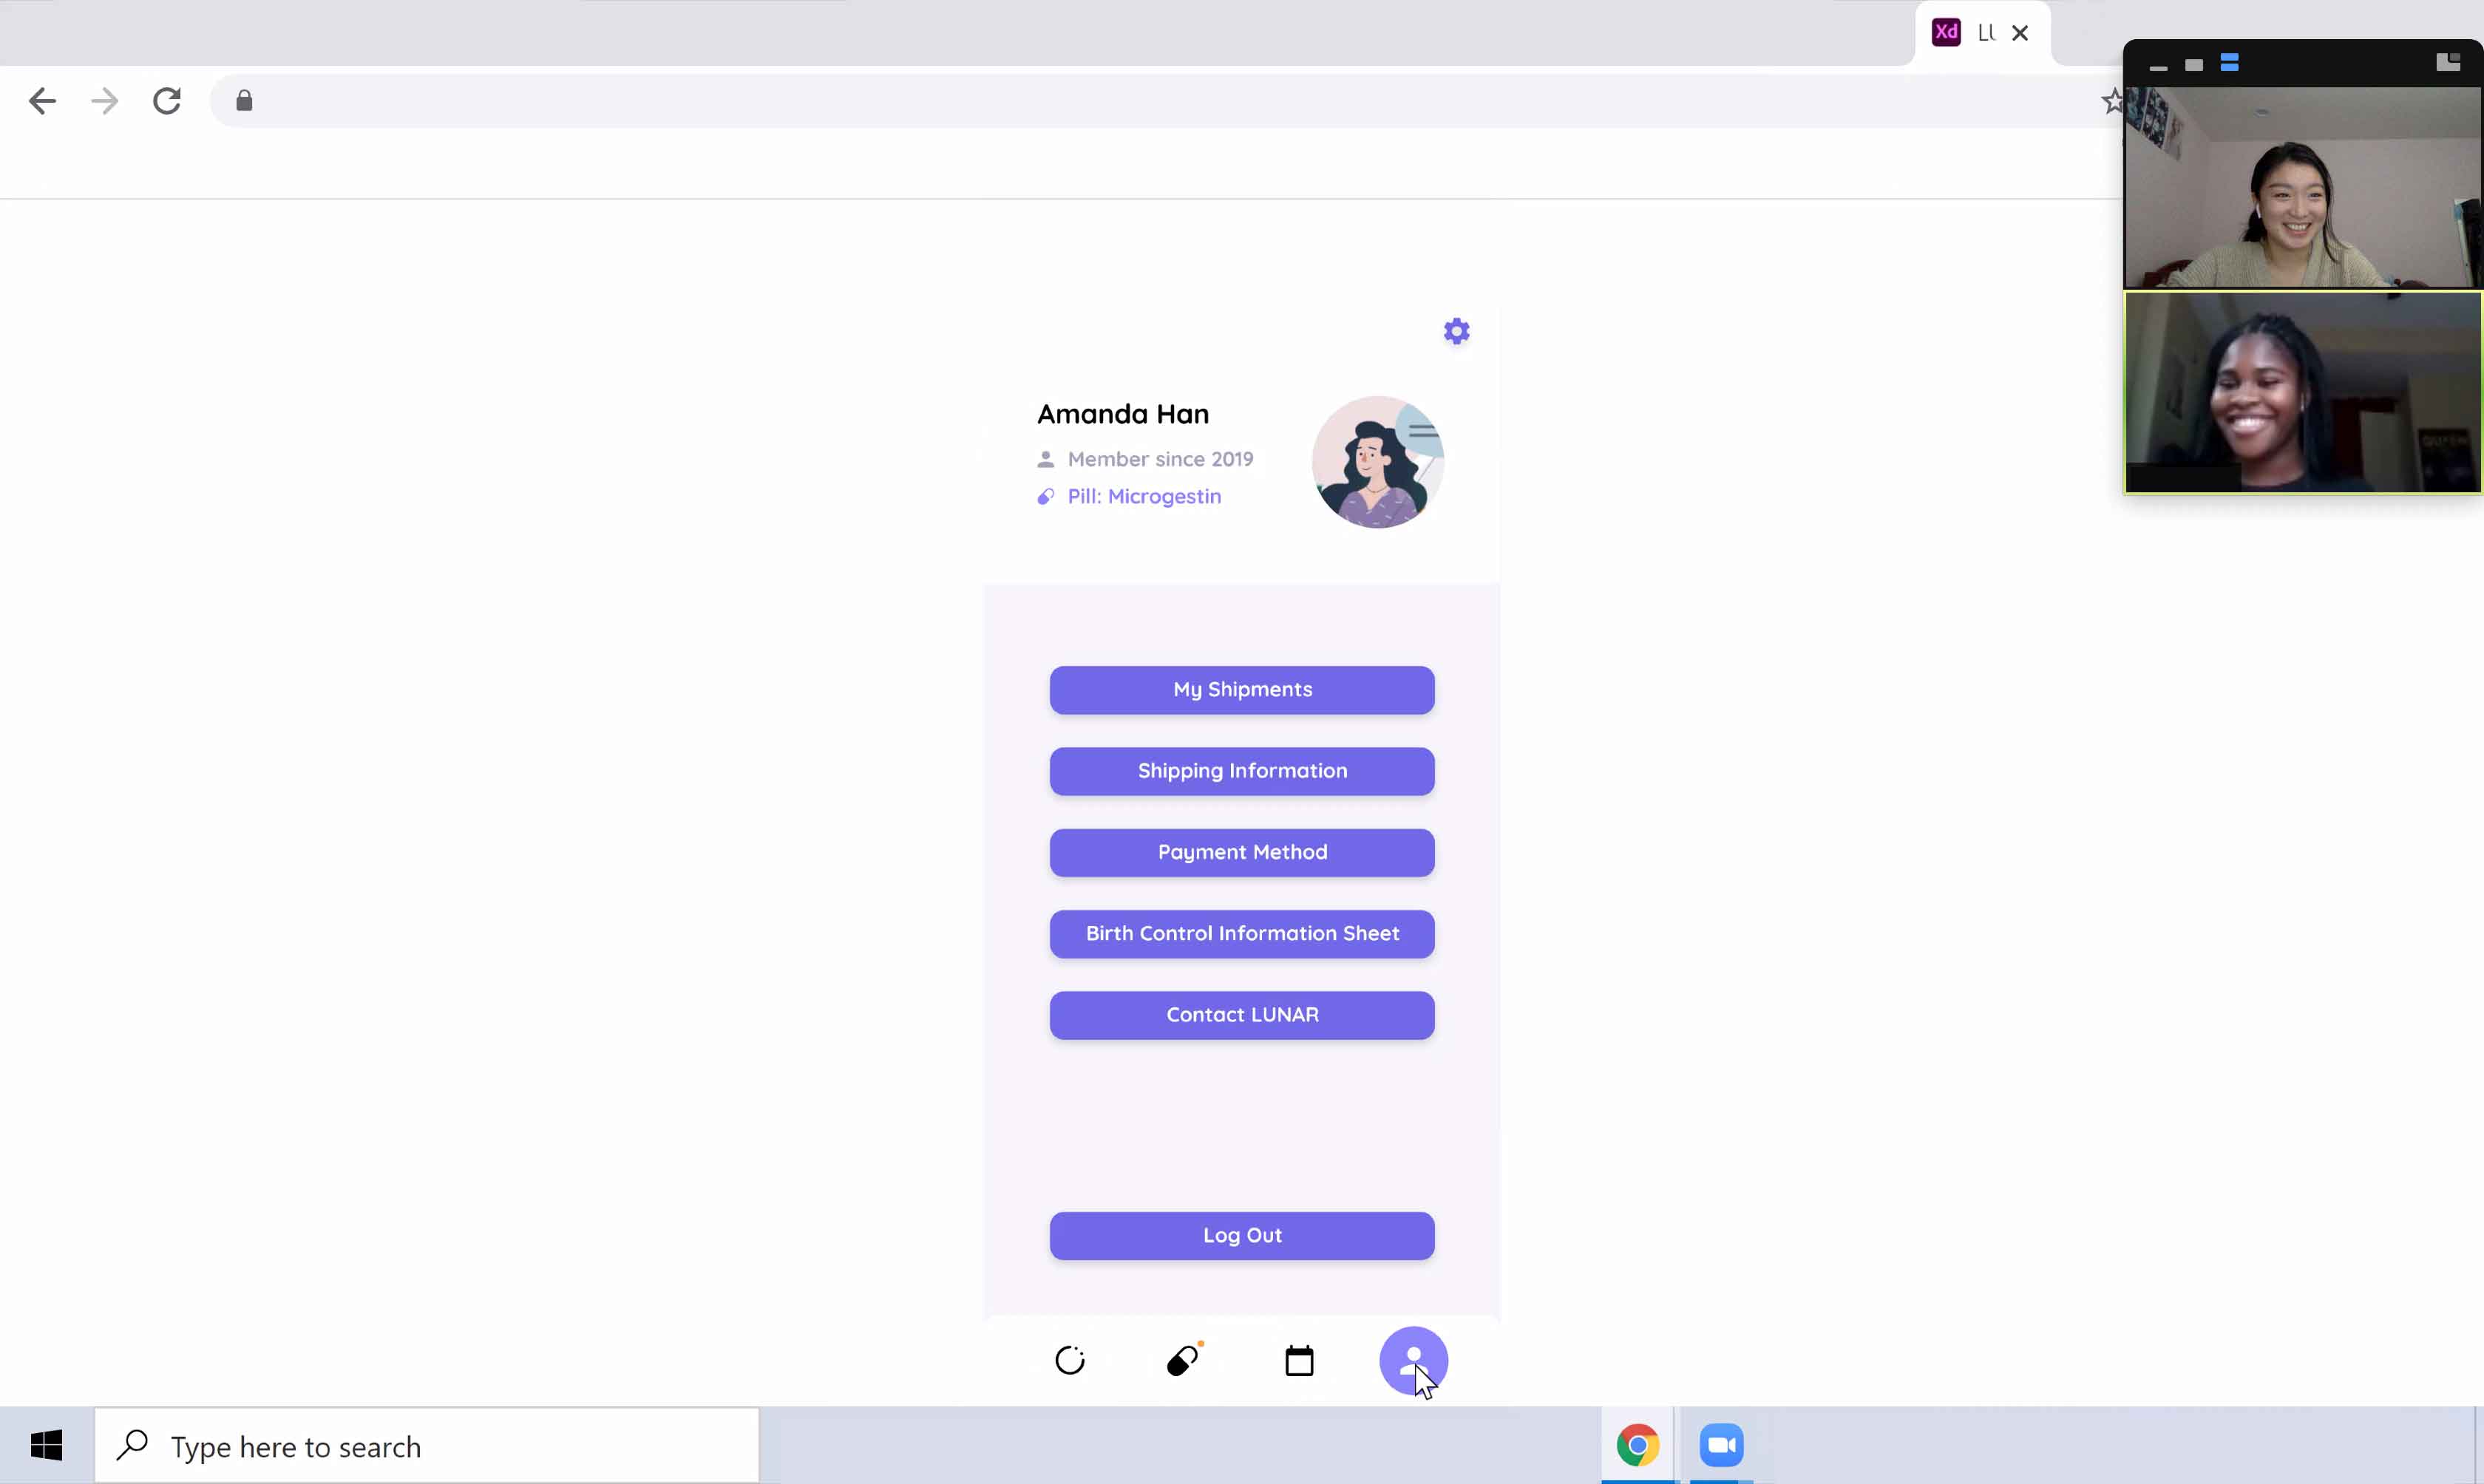 Xd
Amanda Han
Member since 2019
Pill: Microgestin
My Shipments
Shipping Information
Payment Method
Birth Control Information Sheet
Contact LUNAR
Log Out
Type here to search